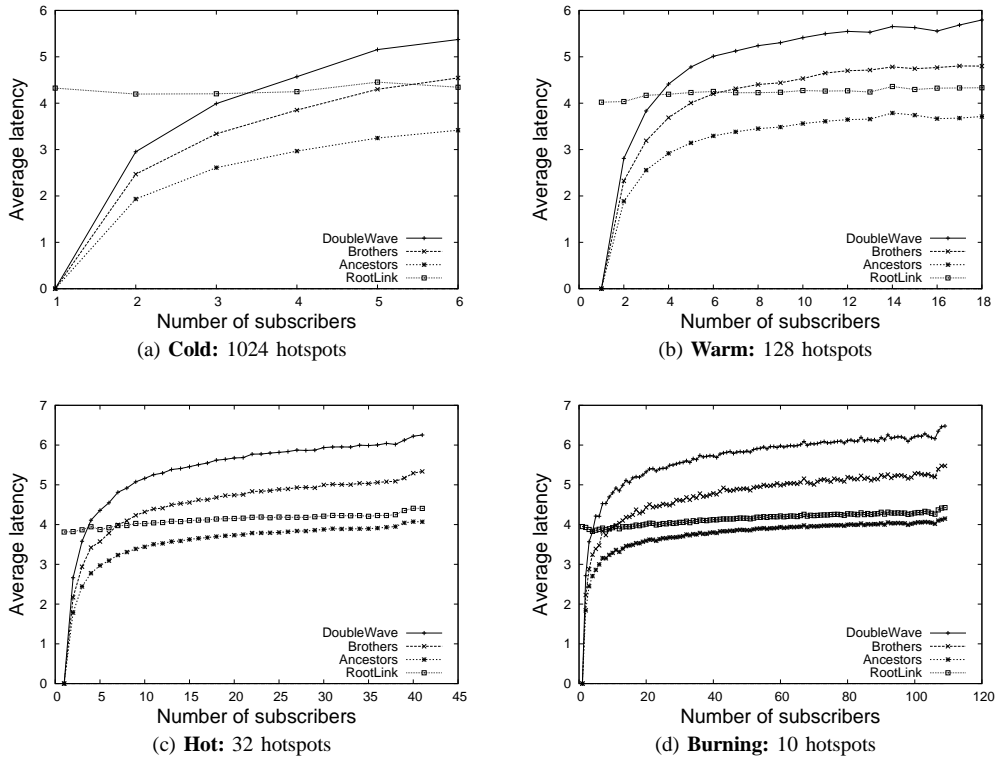 6
5
4
3
2
1
0
Average latency
DoubleWave
Brothers
Ancestors
RootLink
1 2 3 4 5 6
Number of subscribers
(a) Cold: 1024 hotspots
6
5
4
3
2
1
0
Average latency
DoubleWave
Brothers
Ancestors
RootLink
0 2 4 6 8 10 12 14 16 18
Number of subscribers
(b) Warm: 128 hotspots
7
6
5
4
3
2
1
0
Average latency
DoubleWave
Brothers
Ancestors
RootLink
0 5 10 15 20 25 30 35 40 45
Number of subscribers
(c) Hot: 32 hotspots
7
6
5
4
3
2
1
0
Average latency
DoubleWave
Brothers
Ancestors
RootLink
0 20 40 60 80 100 120
Number of subscribers
(d) Burning: 10 hotspots